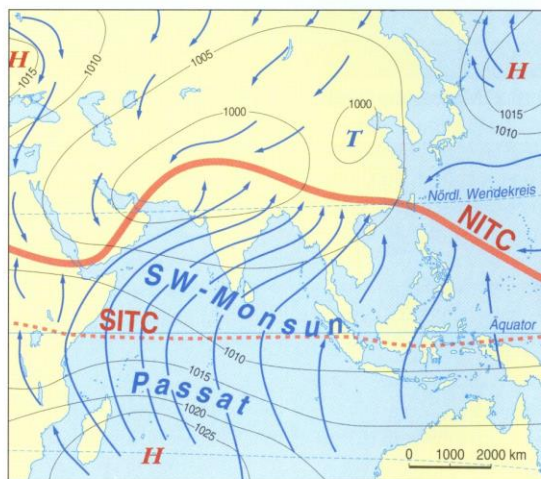 H
1015
1010
1005
1000
1000
T
H
1015
1010
Nördl. Wendekreis
NITC
SW-Monsun
SITC
Äquator
1010
1015
Passat
1020
1025
H
0 1000 2000 km